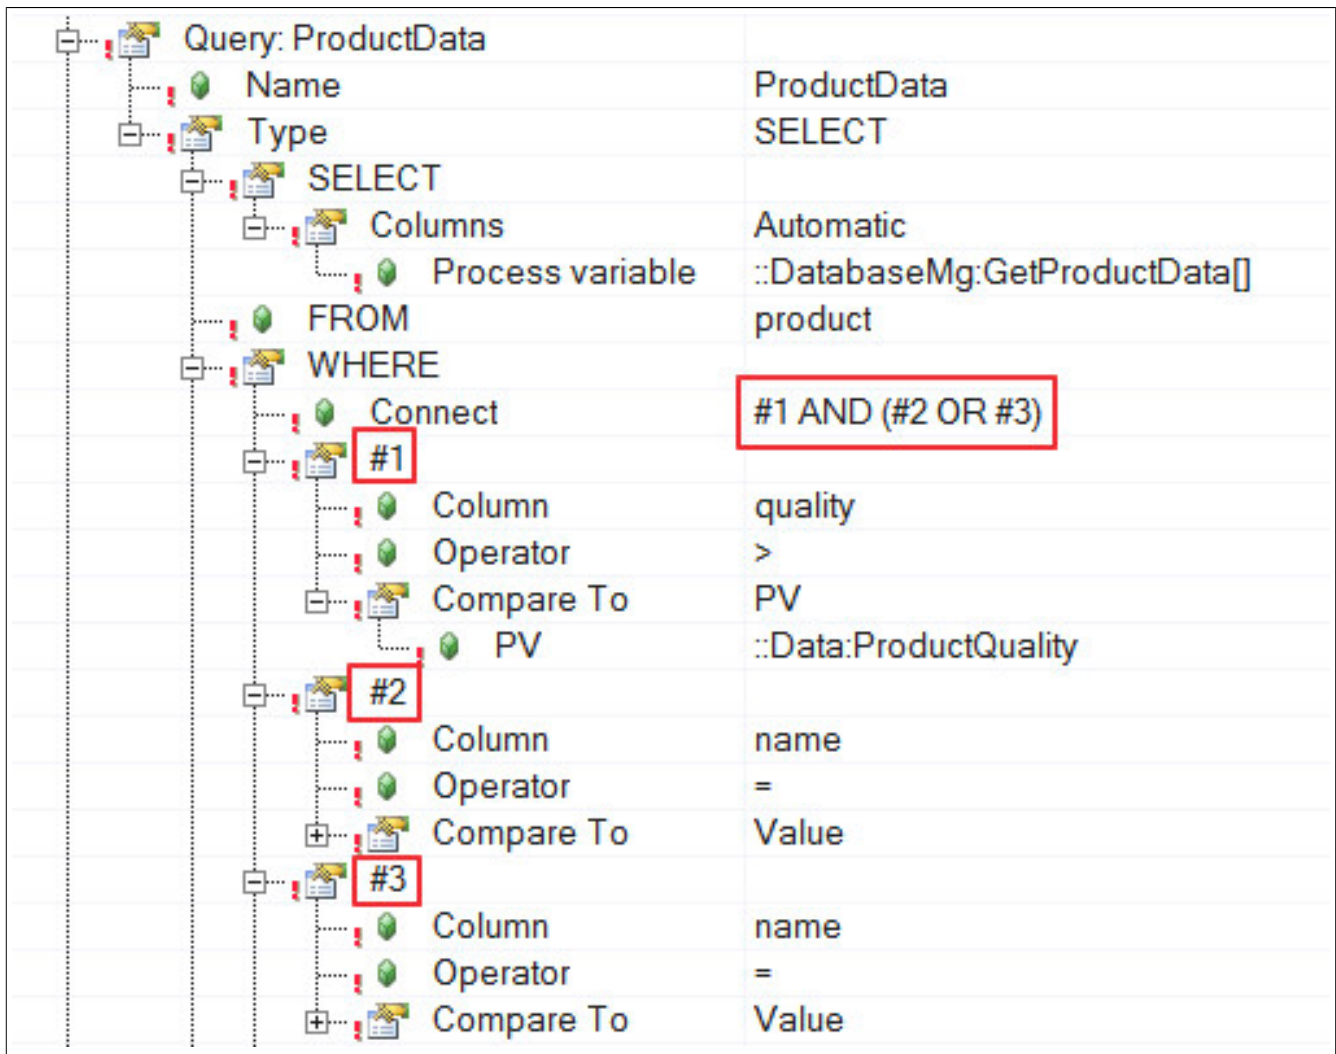 Query: ProductData
Name ProductData
Type SELECT
SELECT
Columns Automatic
Process variable ::DatabaseMg:GetProductData[]
FROM product
WHERE
Connect #1 AND (#2 OR #3)
#1
Column quality
Operator >
Compare To PV
PV ::Data:ProductQuality
#2
Column name
Operator =
Compare To Value
#3
Column name
Operator =
Compare To Value